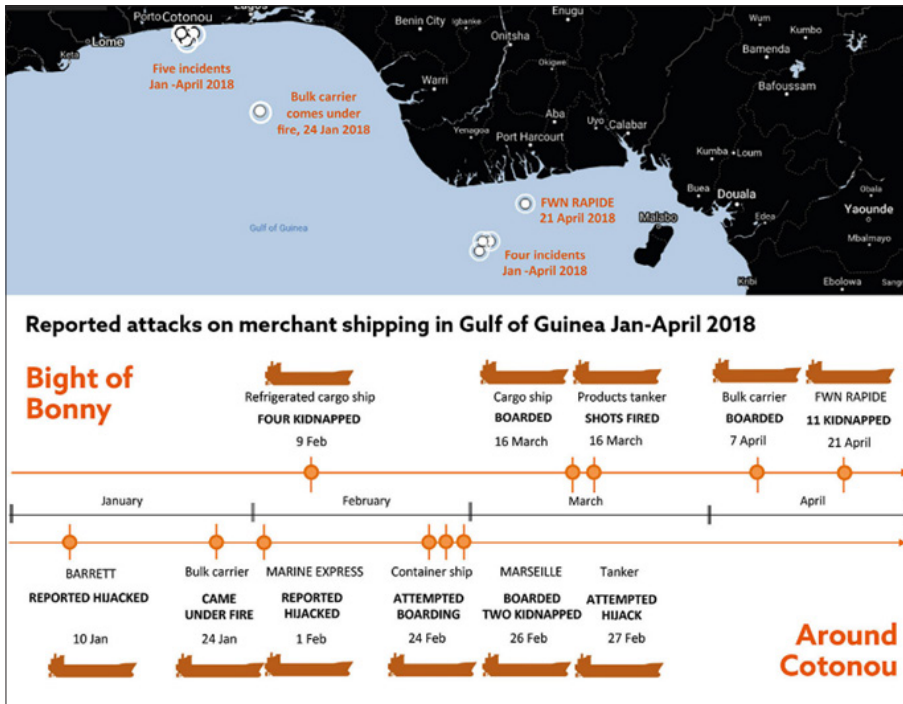 Porto
Cotonou
Lagos
Keta
Lome
Five incidents
Jan -April 2018
Bulk carrier
comes under
fire, 24 Jan 2018
Gulf of Guinea
Benin City
Igbanke
Enugu
Onitsha
Okigwe
Warri
Aba
Yenagoa
Port Harcourt
Uyo
Calabar
Wum
Kumbo
Bamenda
Bafoussam
Kumba
Loum
Buea
Douala
Obala
Yaounde
Edea
Mbalmayo
Malabo
Kribi
Ebolowa
FWN RAPIDE
21 April 2018
Four incidents
Jan -April 2018
Reported attacks on merchant shipping in Gulf of Guinea Jan-April 2018
Bight of
Bonny
Refrigerated cargo ship
FOUR KIDNAPPED
9 Feb
Cargo ship
BOARDED
16 March
Products tanker
SHOTS FIRED
16 March
Bulk carrier
BOARDED
7 April
FWN RAPIDE
11 KIDNAPPED
21 April
January
February
March
April
BARRETT
REPORTED HIJACKED
10 Jan
Bulk carrier
CAME
UNDER FIRE
24 Jan
MARINE EXPRESS
REPORTED
HIJACKED
1 Feb
Container ship
ATTEMPTED
BOARDING
24 Feb
MARSEILLE
BOARDED
TWO KIDNAPPED
26 Feb
Tanker
ATTEMPTED
HIJACK
27 Feb
Around
Cotonou